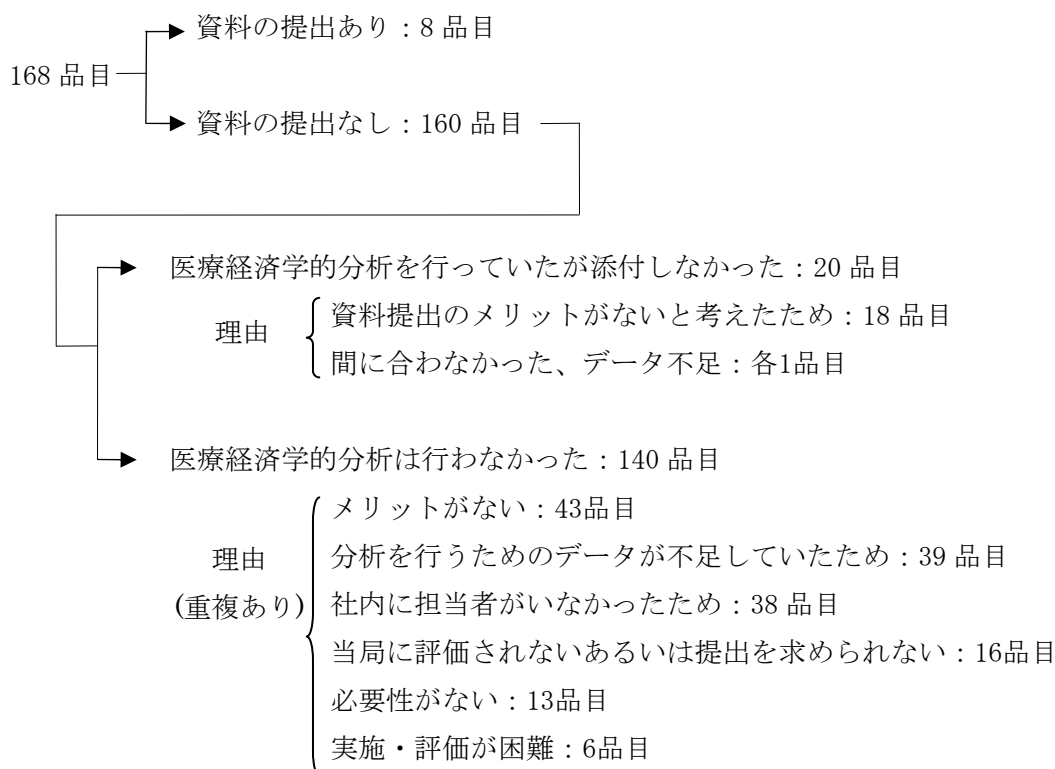 168 品目
資料の提出あり：8 品目
資料の提出なし：160 品目
医療経済学的分析を行っていたが添付しなかった：20 品目
理由
資料提出のメリットがないと考えたため：18 品目
間に合わなかった、データ不足：各1品目
医療経済学的分析は行わなかった：140 品目
理由
(重複あり)
メリットがない：43品目
分析を行うためのデータが不足していたため：39 品目
社内に担当者がいなかったため：38 品目
当局に評価されないあるいは提出を求められない：16品目
必要性がない：13品目
実施・評価が困難：6品目